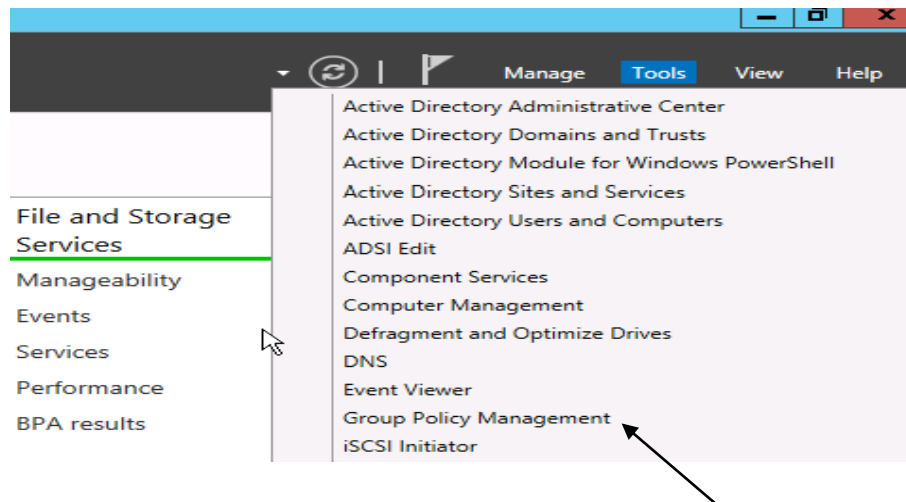 Manage Tools View Help
Active Directory Administrative Center
Active Directory Domains and Trusts
Active Directory Module for Windows PowerShell
Active Directory Sites and Services
Active Directory Users and Computers
ADSI Edit
Component Services
Computer Management
Defragment and Optimize Drives
DNS
Event Viewer
Group Policy Management
iSCSI Initiator
File and Storage
Services
Manageability
Events
Services
Performance
BPA results